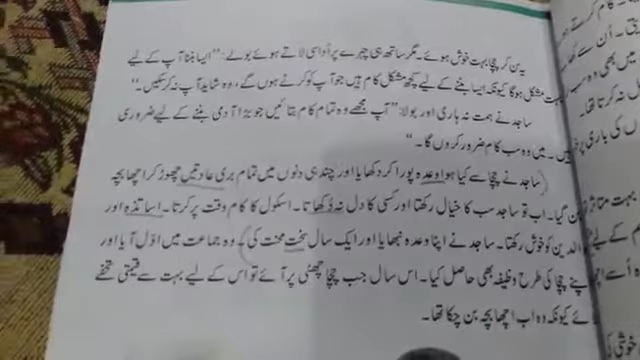 یہ سن کر چچا بہت خوش ہوئے۔ مگر ساتھ ہی چہرے پر اُداسی لاتے ہوئے بولے: "ایسا بننا آپ کے لیے
بہت مشکل ہوگا کیونکہ ایسا بننے کے لیے کچھ مشکل کام ہیں جو آپ کو کرنے ہوں گے، وہ شاید آپ نہ کر سکیں۔"
ساجد نے ہمت نہ ہاری اور بولا: "آپ مجھے وہ تمام کام بتائیں جو بڑا آدمی بننے کے لیے ضروری
ہیں۔ میں وہ سب کام ضرور کروں گا۔"
ساجد نے چچا سے کیا ہوا وعدہ پورا کر دکھایا اور چند ہی دنوں میں تمام بری عادتیں چھوڑ کر اچھا بچہ
بن گیا۔ اب تو ساجد سب کا خیال رکھتا اور کسی کا دل نہ دُکھاتا۔ اسکول کا کام وقت پر کرتا۔ اساتذہ اور
والدین کو خوش رکھتا۔ ساجد نے اپنا وعدہ نبھایا اور ایک سال سخت محنت کی۔ وہ جماعت میں اوّل آیا اور
اپنے چچا کی طرح وظیفہ بھی حاصل کیا۔ اس سال جب چچا چھٹی پر آئے تو اس کے لیے بہت سے قیمتی تحفے
لائے کیونکہ وہ اب اچھا بچہ بن چکا تھا۔